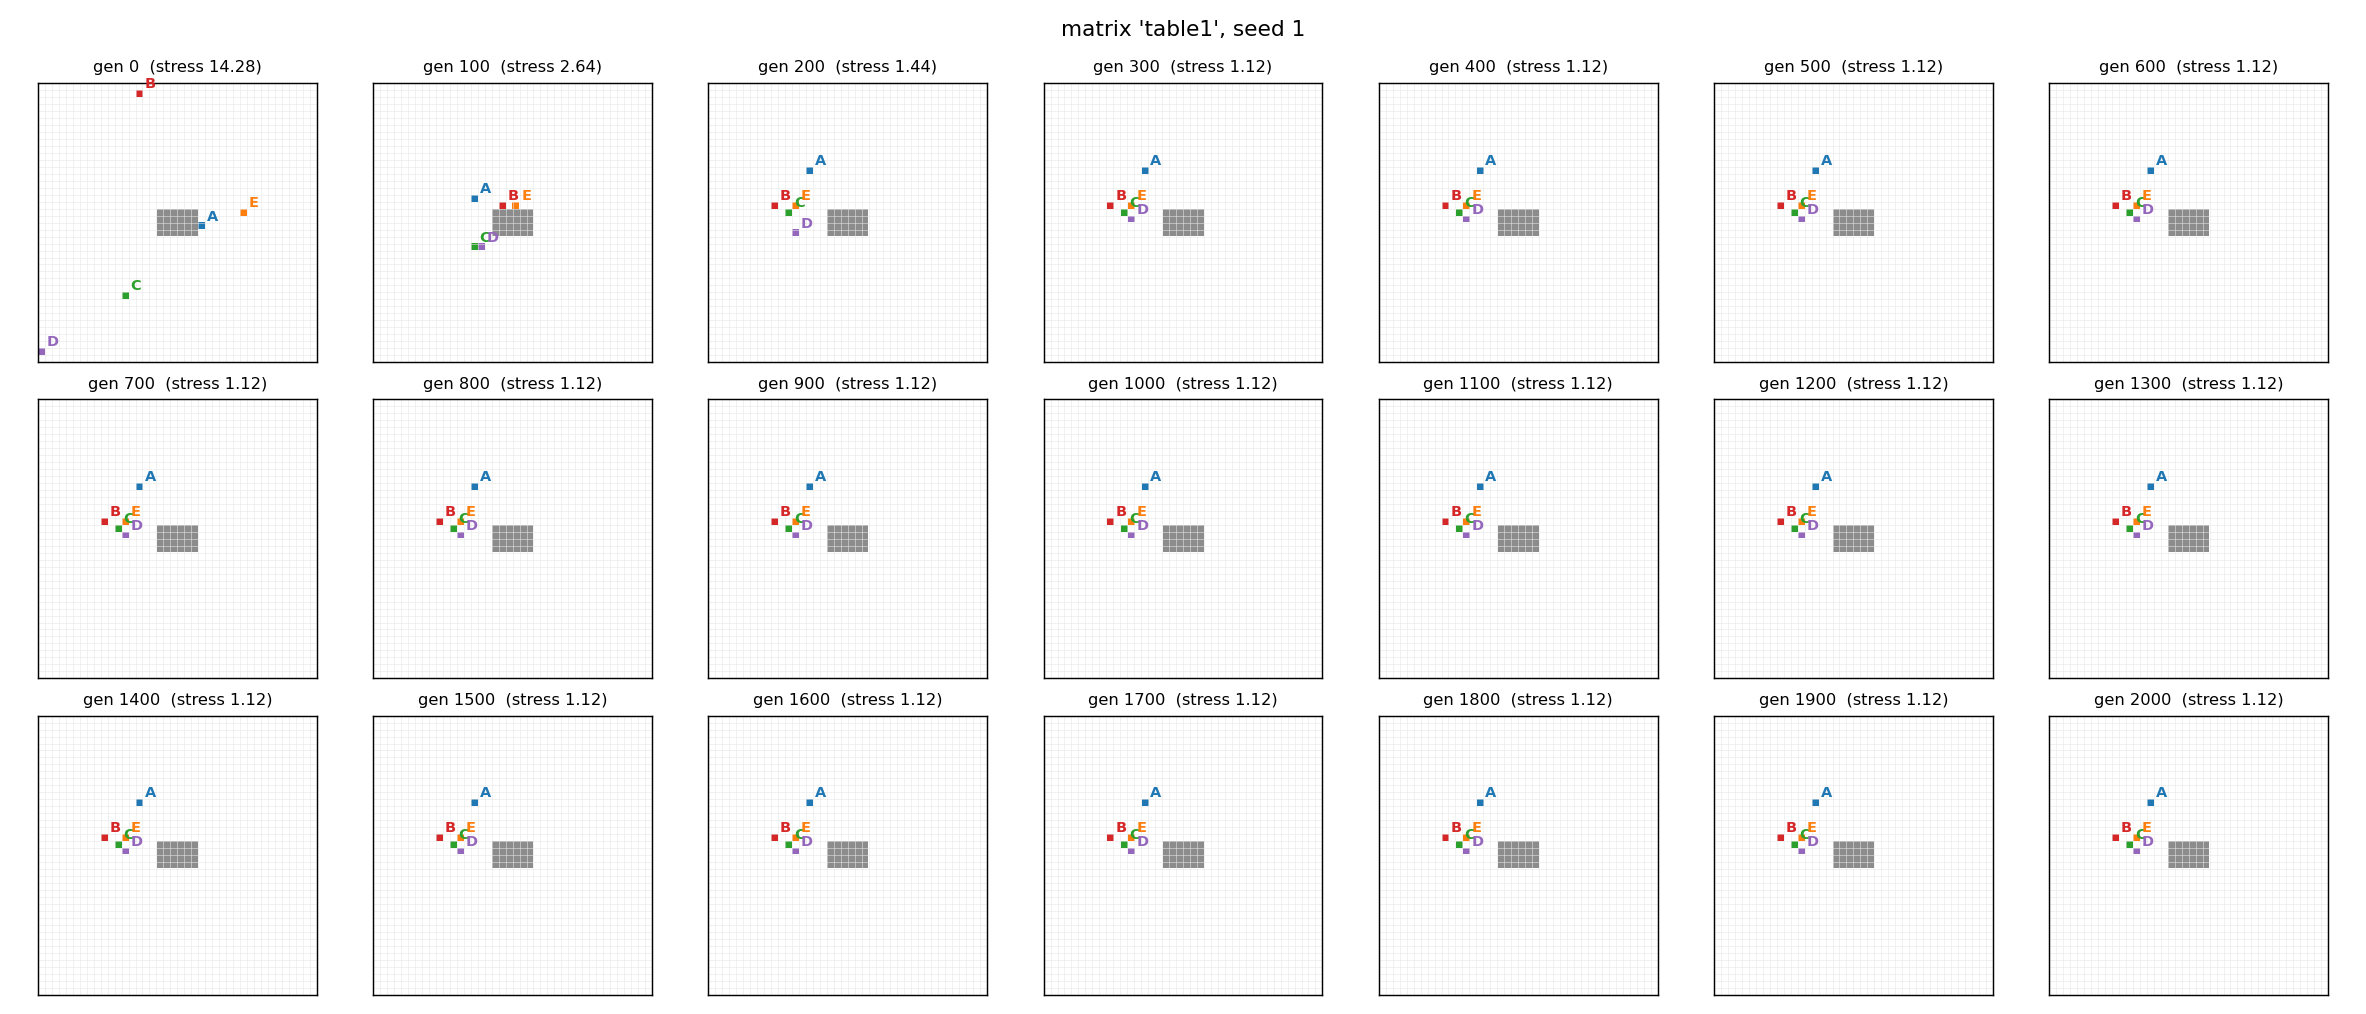 matrix 'table1', seed 1
gen 0 (stress 14.28) gen 100 (stress 2.64) gen 200 (stress 1.44) gen 300 (stress 1.12) gen 400 (stress 1.12) gen 500 (stress 1.12) gen 600 (stress 1.12)
B
A A A A A A
E B E B E B E B E B E B E
A C C C C C
D D D D D
C D D
C
D
gen 700 (stress 1.12) gen 800 (stress 1.12) gen 900 (stress 1.12) gen 1000 (stress 1.12) gen 1100 (stress 1.12) gen 1200 (stress 1.12) gen 1300 (stress 1.12)
A A A A A A A
B C E B C E B C E B C E B C E B C E B C E
D D D D D D D
gen 1400 (stress 1.12) gen 1500 (stress 1.12) gen 1600 (stress 1.12) gen 1700 (stress 1.12) gen 1800 (stress 1.12) gen 1900 (stress 1.12) gen 2000 (stress 1.12)
A A A A A A A
B C E B C E B C E B C E B C E B C E B C E
D D D D D D D